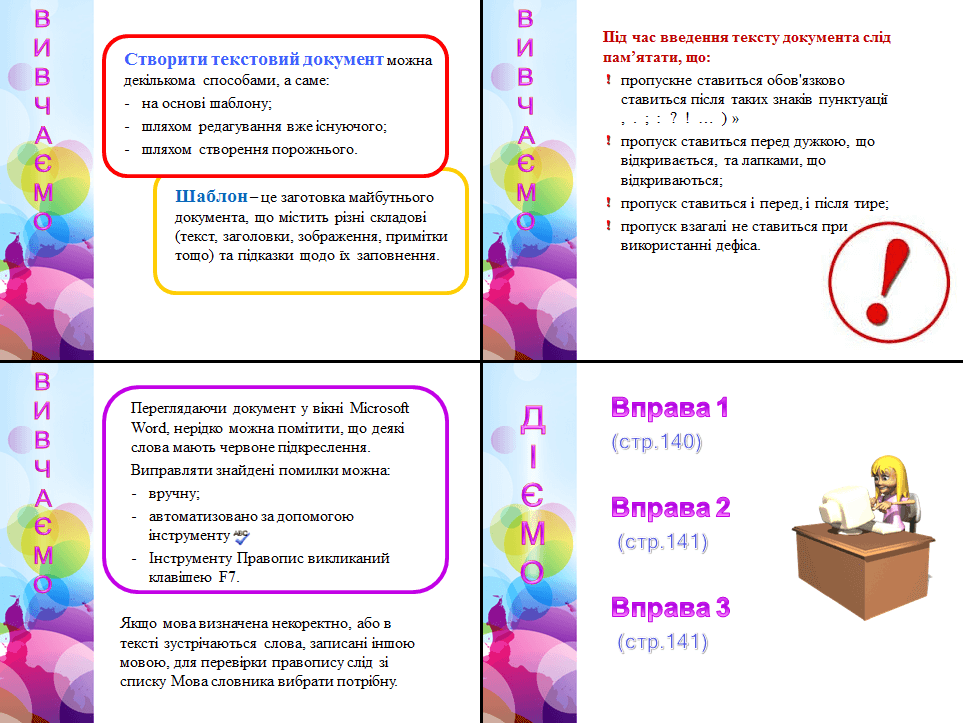 ВИВЧАЄМО
Створити текстовий документ можна
декількома способами, а саме:
- на основі шаблону;
- шляхом редагування вже існуючого;
- шляхом створення порожнього.
Шаблон – це заготовка майбутнього
документа, що містить різні складові
(текст, заголовки, зображення, примітки
тощо) та підказки щодо їх заповнення.
ВИВЧАЄМО
Під час введення тексту документа слід
пам’ятати, що:
! пропускне ставиться обов'язково
ставиться після таких знаків пунктуації
, . ; : ? ! … ) »
! пропуск ставиться перед дужкою, що
відкривається, та лапками, що
відкриваються;
! пропуск ставиться і перед, і після тире;
! пропуск взагалі не ставиться при
використанні дефіса.
ВИВЧАЄМО
Переглядаючи документ у вікні Microsoft
Word, нерідко можна помітити, що деякі
слова мають червоне підкреслення.
Виправляти знайдені помилки можна:
- вручну;
- автоматизовано за допомогою
інструменту ABC
- Інструменту Правопис викликаний
клавішею F7.
Якщо мова визначена некоректно, або в
тексті зустрічаються слова, записані іншою
мовою, для перевірки правопису слід зі
списку Мова словника вибрати потрібну.
ДІЄМО
Вправа 1
(стр.140)
Вправа 2
(стр.141)
Вправа 3
(стр.141)